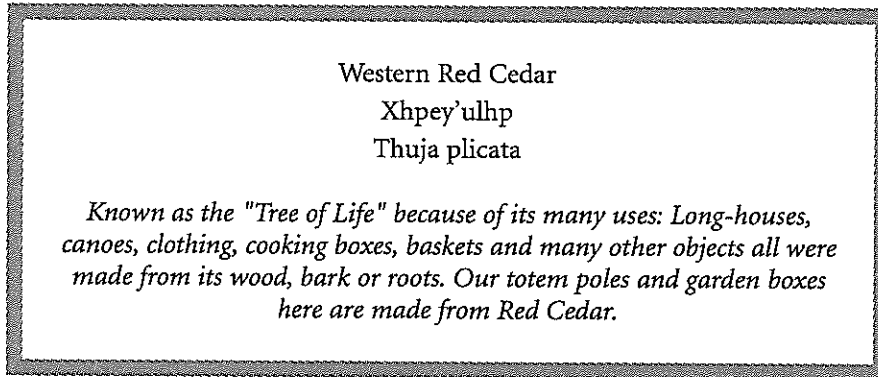 Western Red Cedar
Xhpey'ulhp
Thuja plicata
Known as the "Tree of Life" because of its many uses: Long-houses,
canoes, clothing, cooking boxes, baskets and many other objects all were
made from its wood, bark or roots. Our totem poles and garden boxes
here are made from Red Cedar.